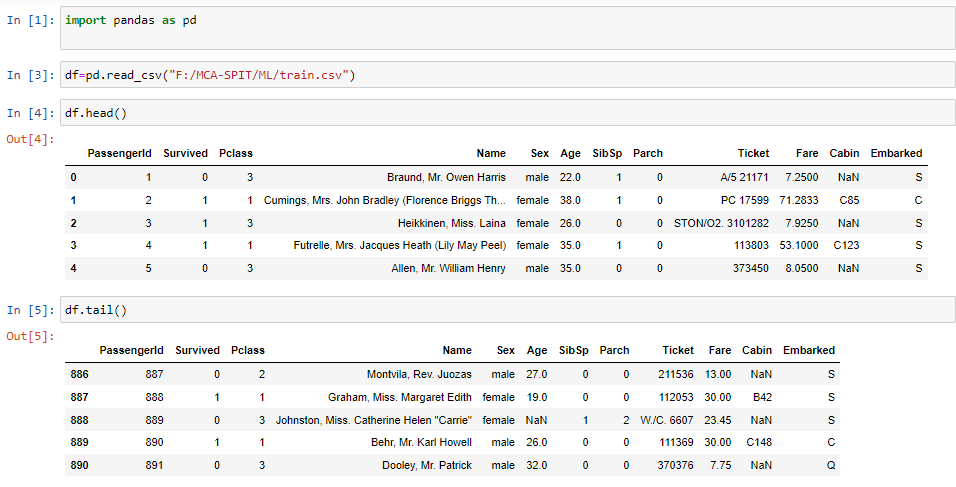 In [1]: import pandas as pd
In [3]: df=pd.read_csv("F:/MCA-SPIT/ML/train.csv")
In [4]: df.head()
Out[4]:
PassengerId Survived Pclass Name Sex Age SibSp Parch Ticket Fare Cabin Embarked
0 1 0 3 Braund, Mr. Owen Harris male 22.0 1 0 A/5 21171 7.2500 NaN S
1 2 1 1 Cumings, Mrs. John Bradley (Florence Briggs Th... female 38.0 1 0 PC 17599 71.2833 C85 C
2 3 1 3 Heikkinen, Miss. Laina female 26.0 0 0 STON/O2. 3101282 7.9250 NaN S
3 4 1 1 Futrelle, Mrs. Jacques Heath (Lily May Peel) female 35.0 1 0 113803 53.1000 C123 S
4 5 0 3 Allen, Mr. William Henry male 35.0 0 0 373450 8.0500 NaN S
In [5]: df.tail()
Out[5]:
PassengerId Survived Pclass Name Sex Age SibSp Parch Ticket Fare Cabin Embarked
886 887 0 2 Montvila, Rev. Juozas male 27.0 0 0 211536 13.00 NaN S
887 888 1 1 Graham, Miss. Margaret Edith female 19.0 0 0 112053 30.00 B42 S
888 889 0 3 Johnston, Miss. Catherine Helen "Carrie" female NaN 1 2 W./C. 6607 23.45 NaN S
889 890 1 1 Behr, Mr. Karl Howell male 26.0 0 0 111369 30.00 C148 C
890 891 0 3 Dooley, Mr. Patrick male 32.0 0 0 370376 7.75 NaN Q